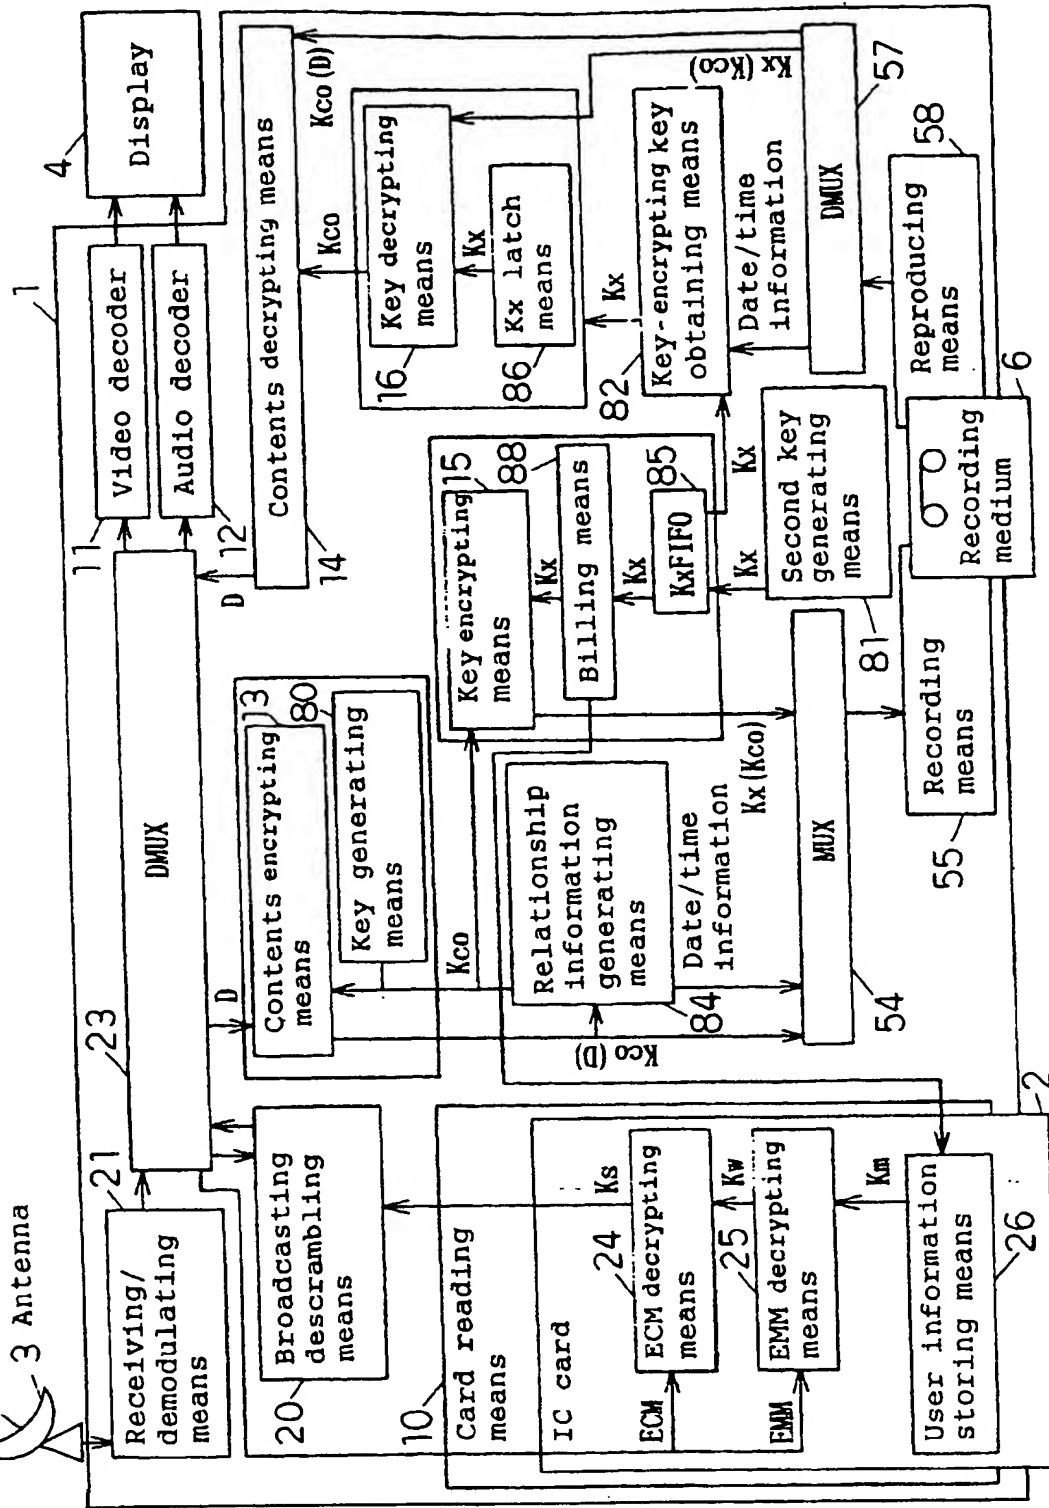 3 Antenna
1
4
Display
Receiving/
demodulating
means
21
23
DMUX
11
Video decoder
Audio decoder
12
D
D
Broadcasting
descrambling
means
20
Contents encrypting
means
13
Key generating
means
80
Contents decrypting means
14
Kco (D)
Kco
Key decrypting
means
16
Kx
Kx latch
means
86
Kx
Kx (Kco)
Key-encrypting key
obtaining means
82
Date/time
information
DMUX
57
Kco
Key encrypting
means
15
Kx
Billing means
88
Kx
KxFIFO
85
Kx
Kx
Second key
generating
means
81
Relationship
information
generating
means
84
Date/time
information
Kx (Kco)
Kco (D)
MUX
54
Recording
means
55
Recording
medium
6
Reproducing
means
58
10
Card reading
means
IC card
2
ECM
ECM decrypting
means
24
Ks
Kw
EMM
EMM decrypting
means
25
Km
User information
storing means
26